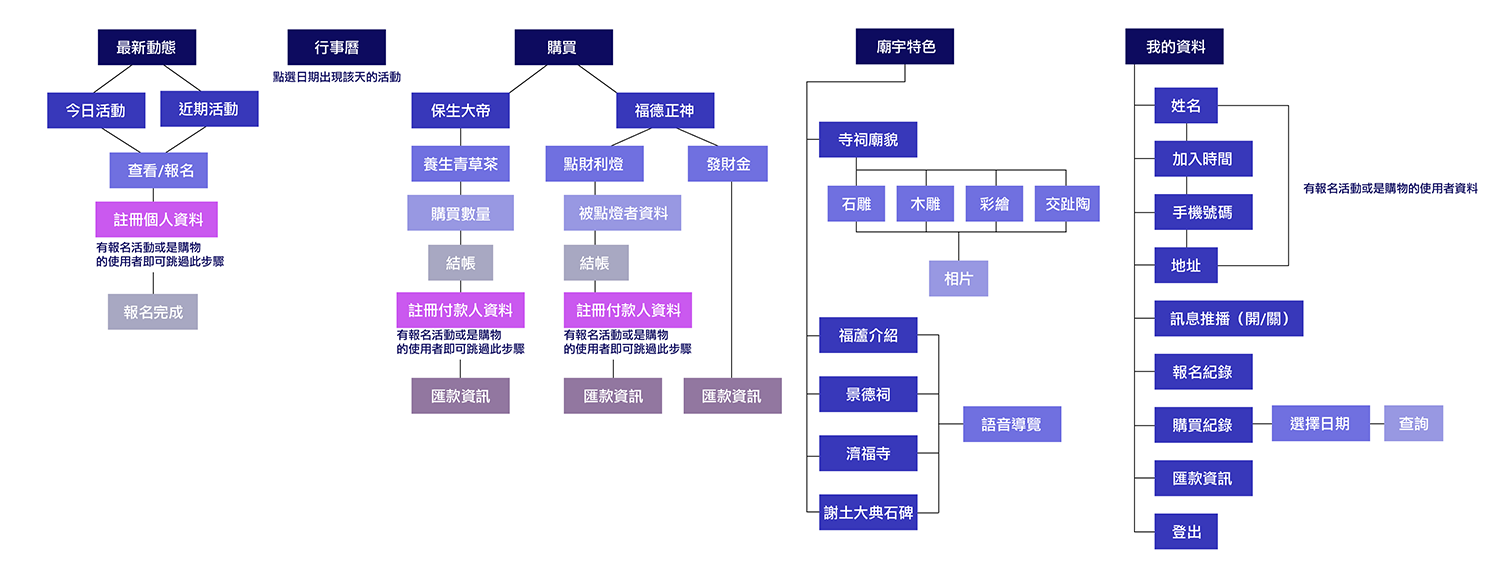 最新動態
今日活動
近期活動
查看/報名
註冊個人資料
有報名活動或是購物
的使用者即可跳過此步驟
報名完成
行事曆
點選日期出現該天的活動
購買
保生大帝
養生青草茶
購買數量
結帳
註冊付款人資料
有報名活動或是購物
的使用者即可跳過此步驟
匯款資訊
福德正神
點財利燈
被點燈者資料
結帳
註冊付款人資料
有報名活動或是購物
的使用者即可跳過此步驟
匯款資訊
發財金
匯款資訊
廟宇特色
寺祠廟貌
石雕
木雕
彩繪
交趾陶
相片
福蘆介紹
景德祠
濟福寺
謝土大典石碑
語音導覽
我的資料
姓名
加入時間
手機號碼
地址
有報名活動或是購物的使用者資料
訊息推播（開/關）
報名紀錄
購買紀錄
選擇日期
查詢
匯款資訊
登出